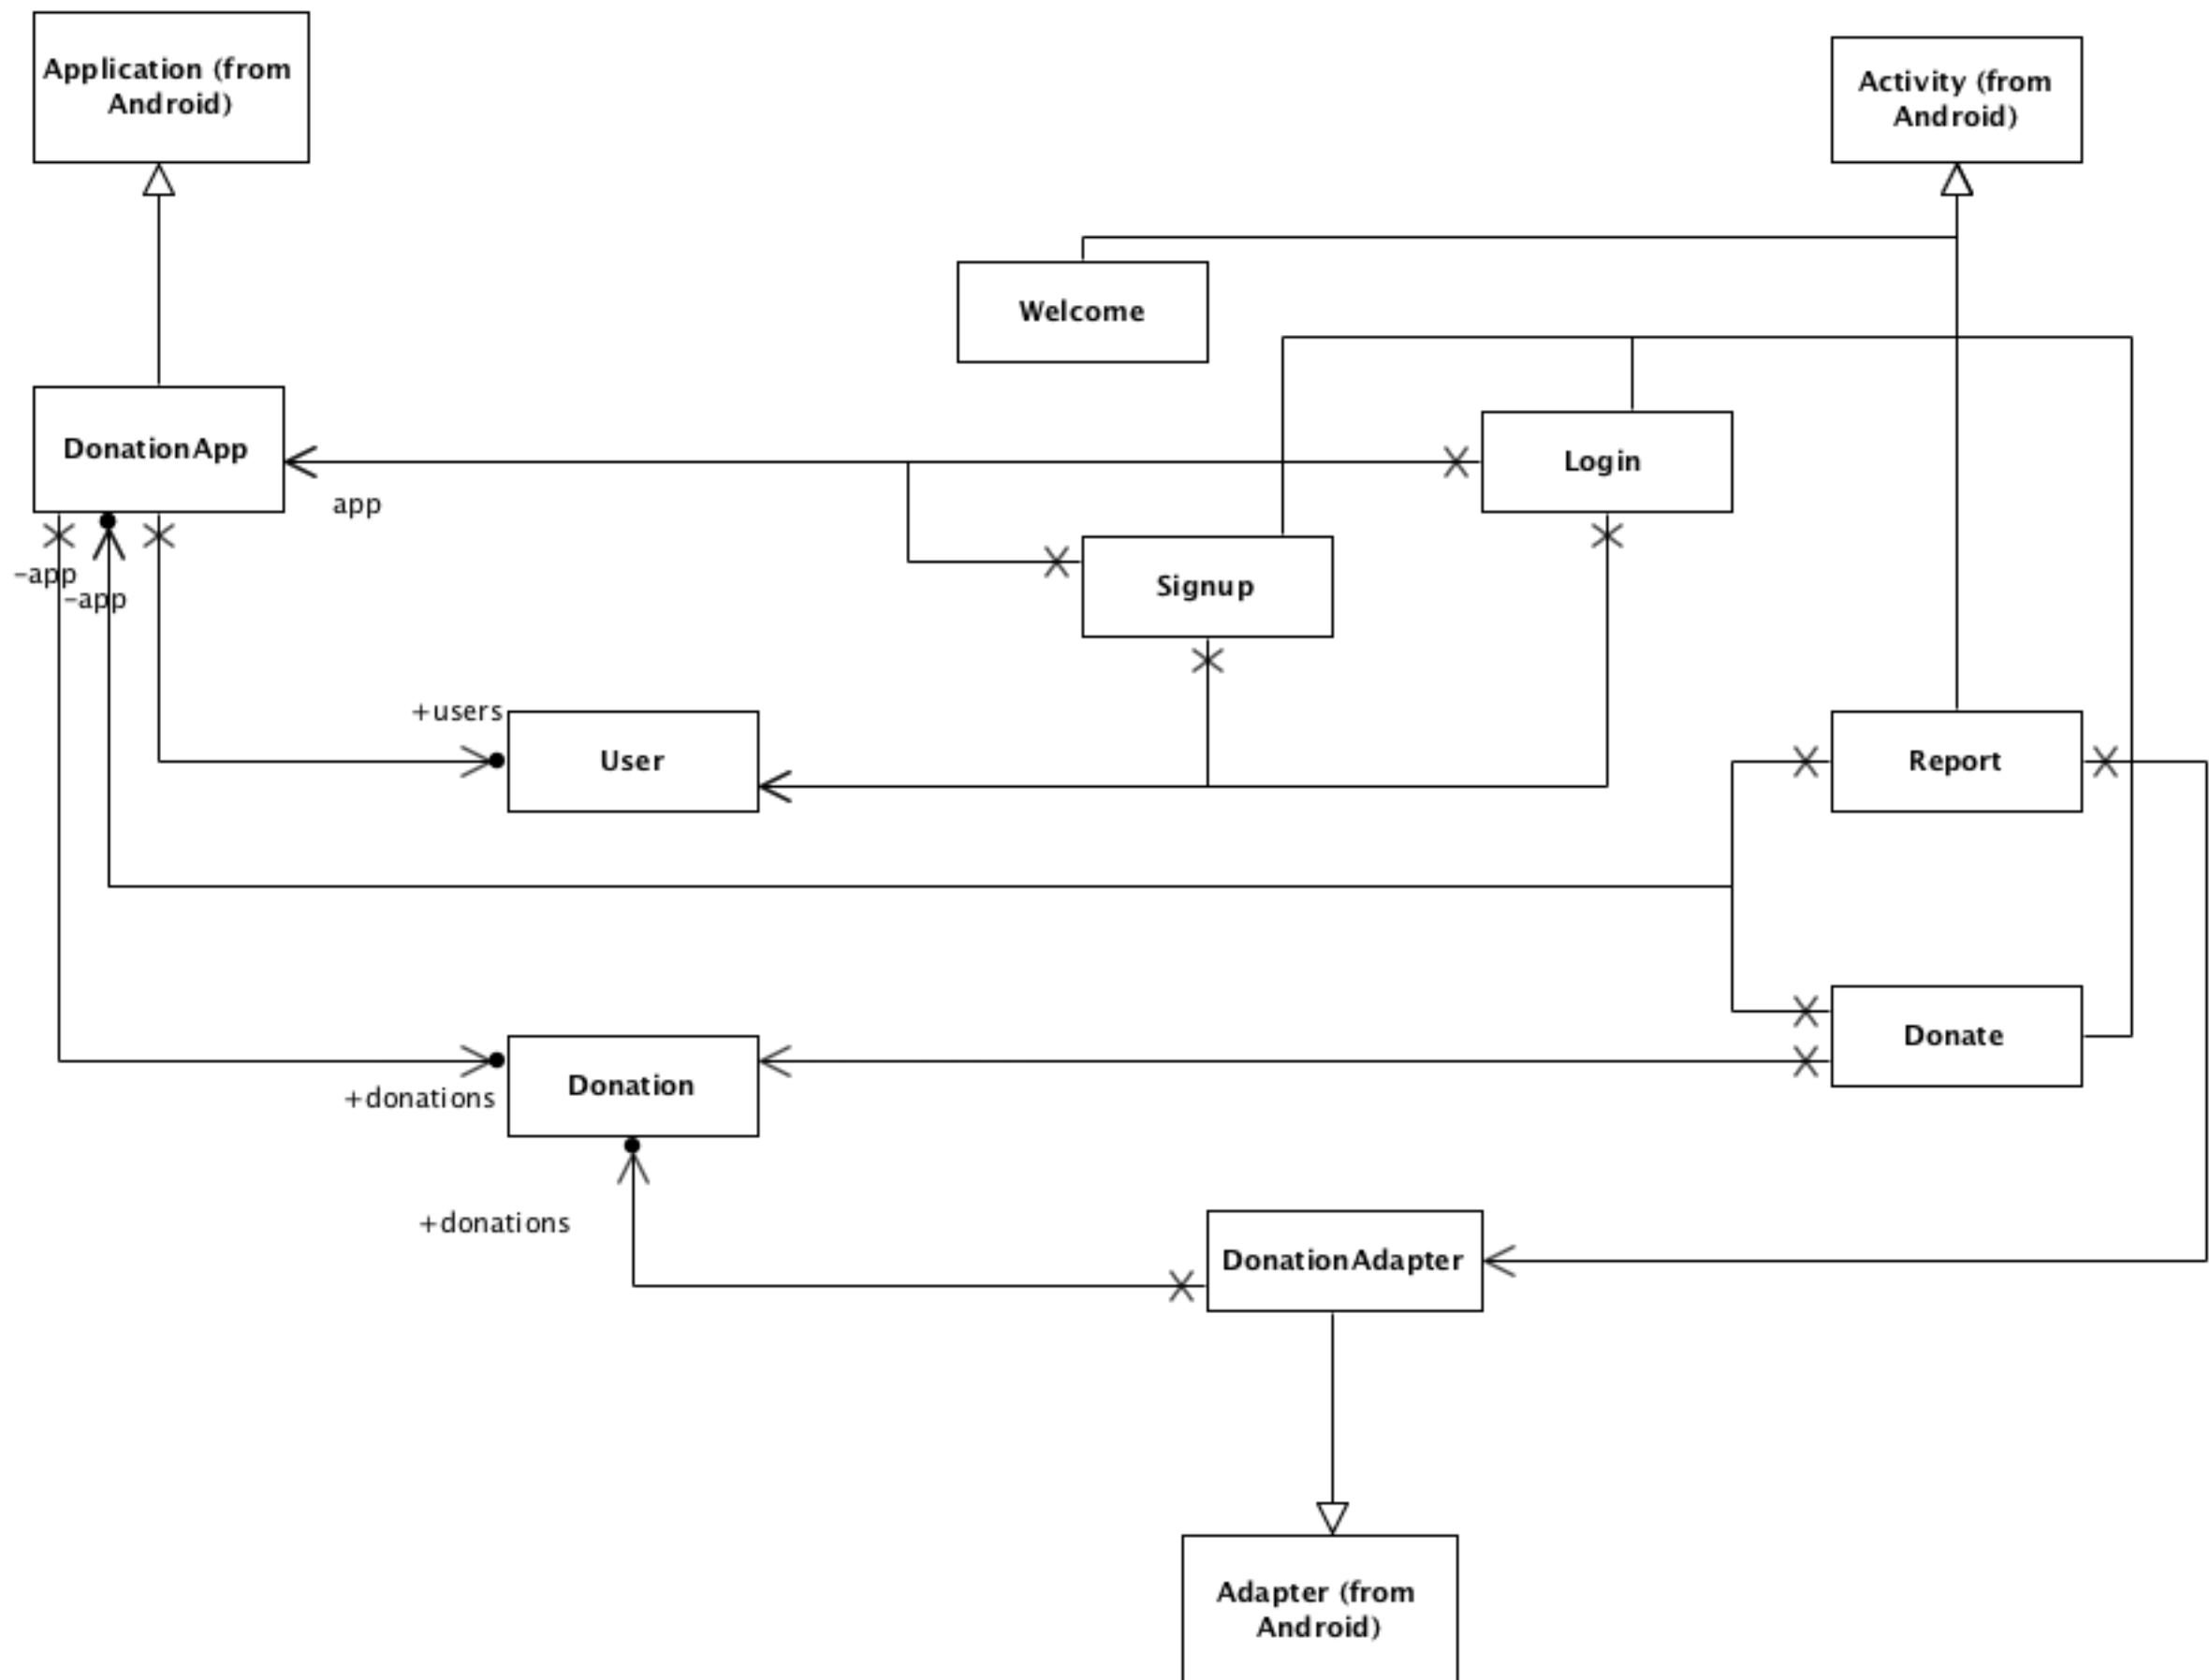 Application (from
Android)
Activity (from
Android)
Welcome
DonationApp
Login
app
-app
-app
Signup
+users
User
Report
Donate
Donation
+donations
+donations
DonationAdapter
Adapter (from
Android)